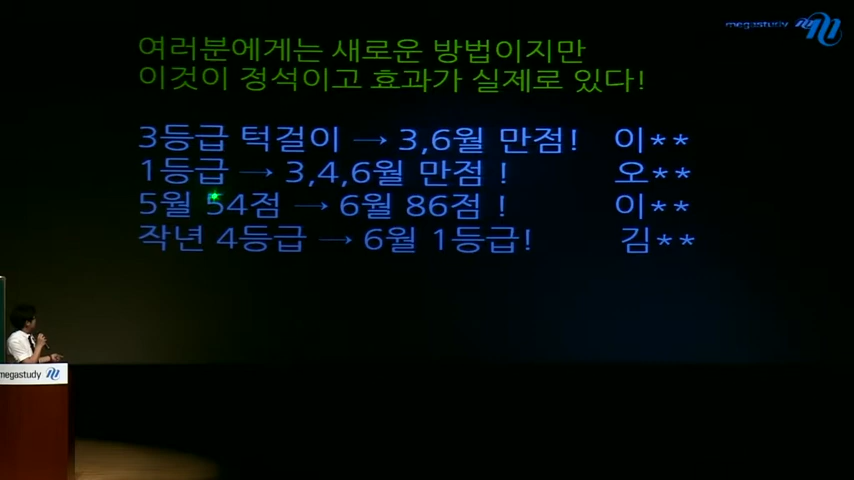 megastudy
여러분에게는 새로운 방법이지만
이것이 정석이고 효과가 실제로 있다!
3등급 턱걸이 → 3,6월 만점! 이**
1등급 → 3,4,6월 만점 ! 오**
5월 54점 → 6월 86점 ! 이**
작년 4등급 → 6월 1등급! 김**
megastudy